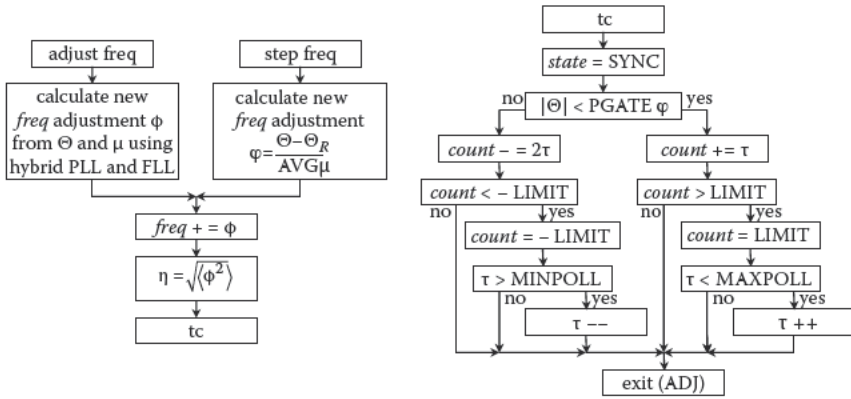 adjust freq
calculate new
freq adjustment ϕ
from Θ and μ using
hybrid PLL and FLL
step freq
calculate new
freq adjustment
φ=Θ−Θ_R/AVGμ
freq + = ϕ
η = √⟨ϕ²⟩
tc
tc
state = SYNC
no
|Θ| < PGATE φ
yes
count − = 2τ
count < − LIMIT
no
yes
count = − LIMIT
τ > MINPOLL
no
yes
τ −−
count += τ
count > LIMIT
no
yes
count = LIMIT
τ < MAXPOLL
no
yes
τ ++
exit (ADJ)